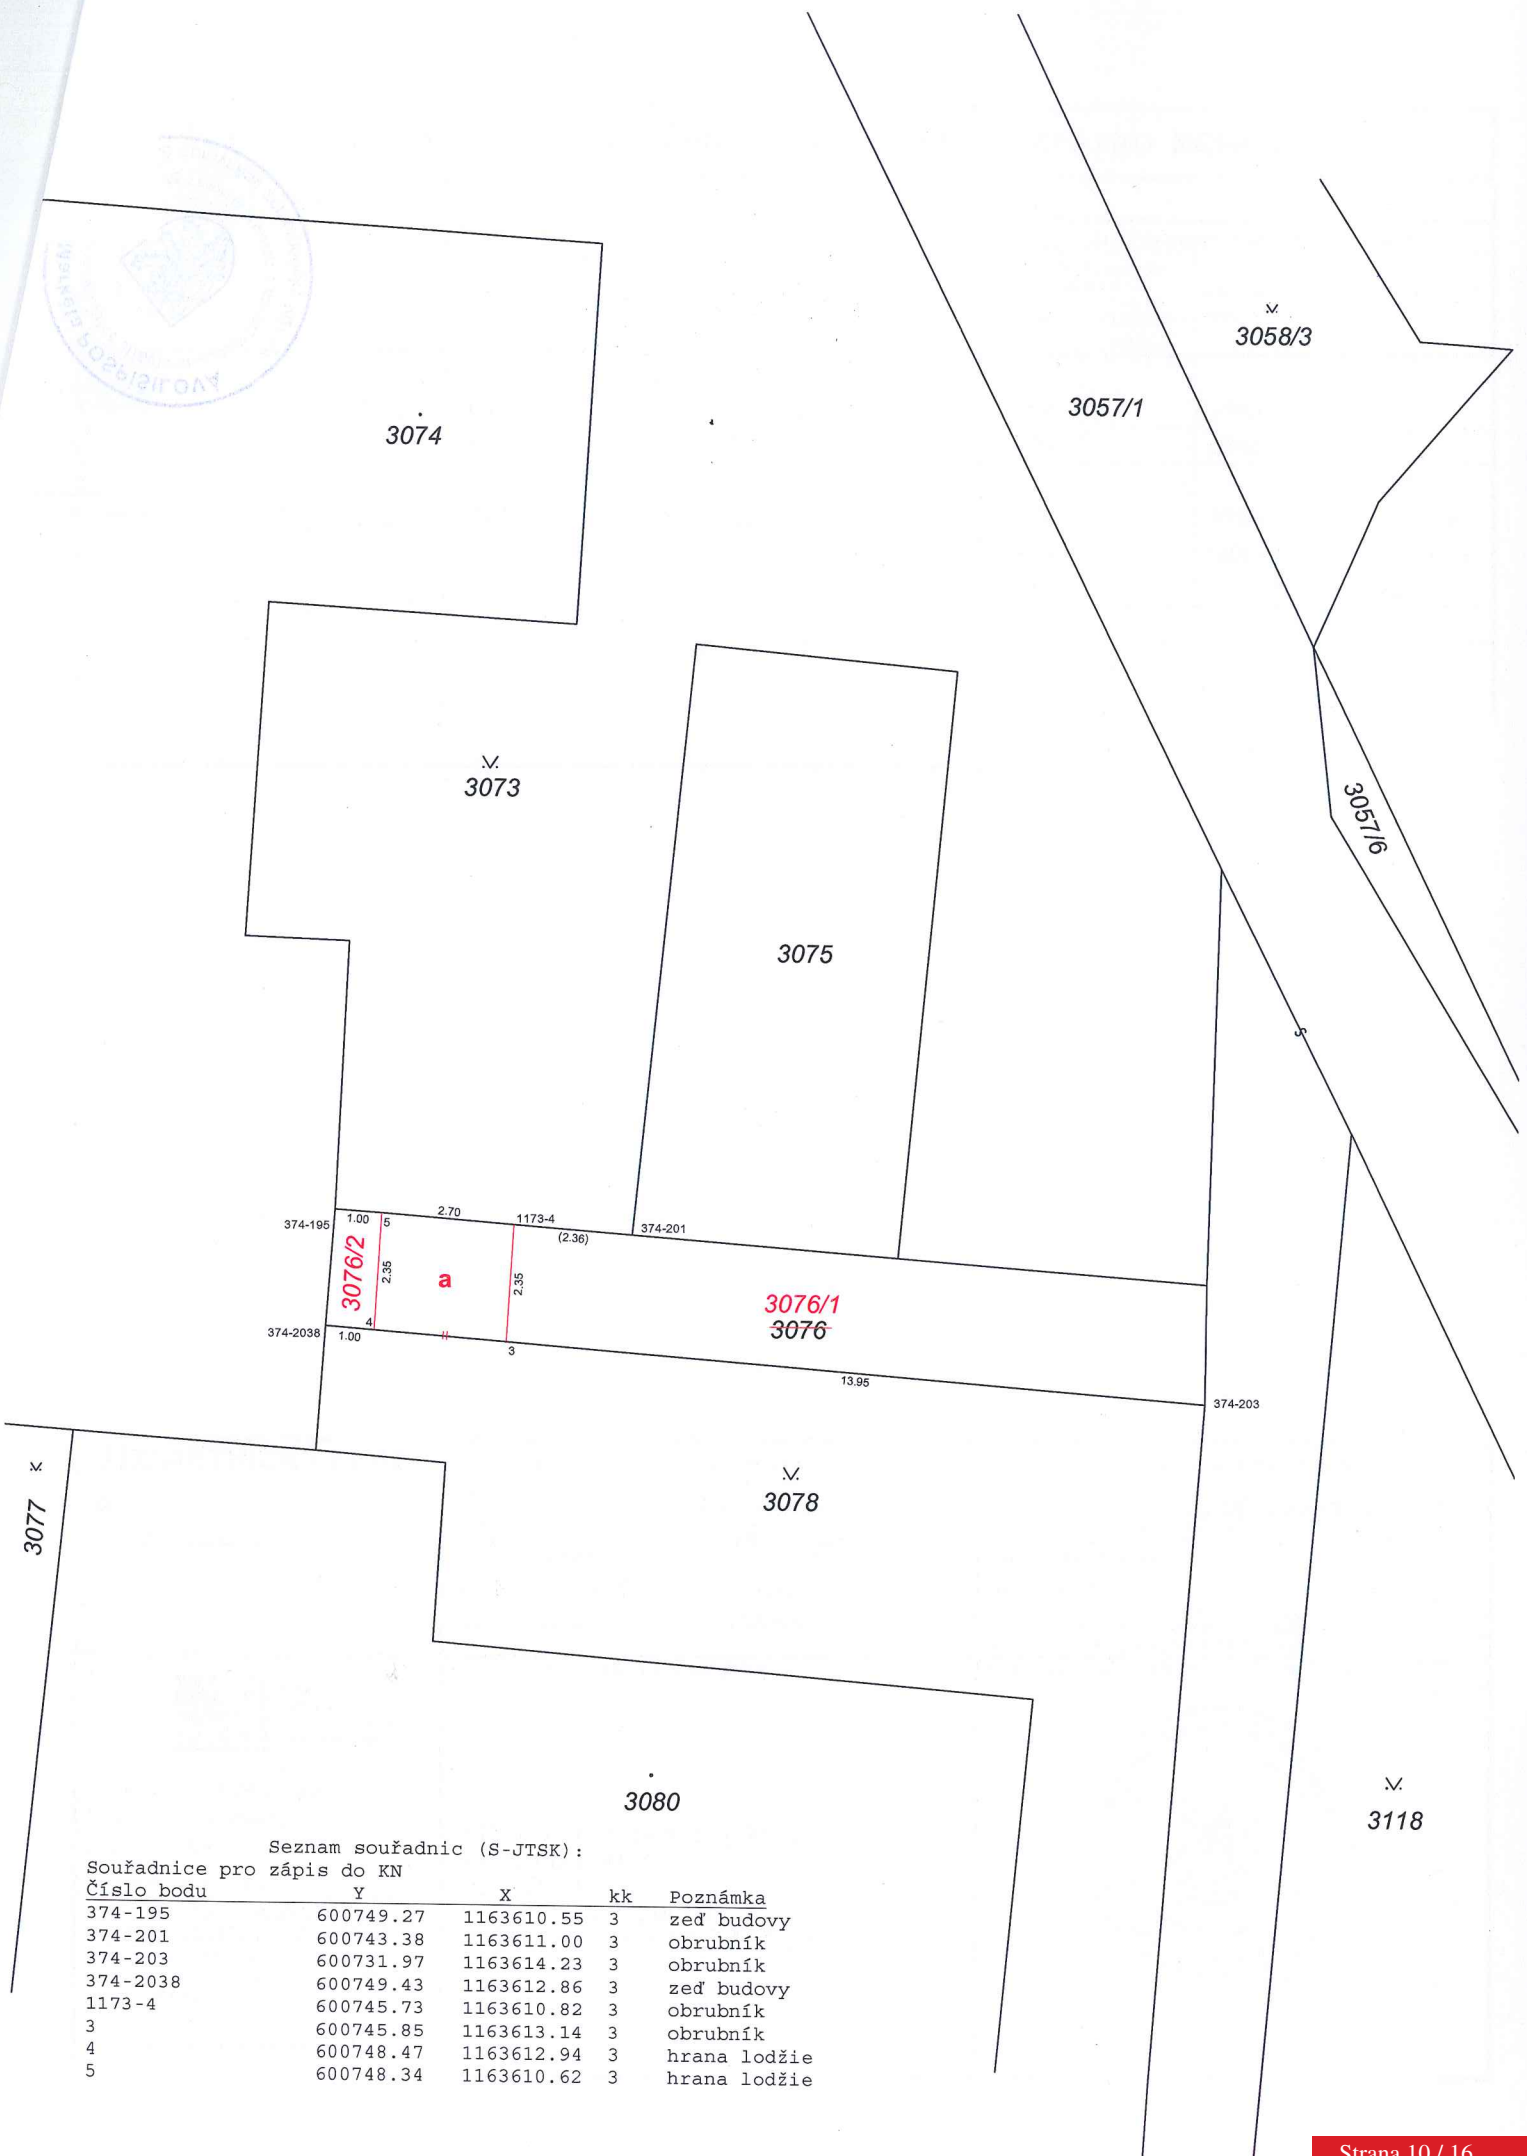 Markéta POSPÍŠILOVÁ
3058/3
3057/1
3074
3073
3057/6
3075
374-195
1.00
5
2.70
1173-4
(2.36)
374-201
3076/2
2.35
a
2.35
3076/1
3076
374-2038
4
1.00
3
13.95
374-203
3077
3078
3080
3118
Seznam souřadnic (S-JTSK):
Souřadnice pro zápis do KN
Číslo bodu Y X kk Poznámka
374-195 600749.27 1163610.55 3 zeď budovy
374-201 600743.38 1163611.00 3 obrubník
374-203 600731.97 1163614.23 3 obrubník
374-2038 600749.43 1163612.86 3 zeď budovy
1173-4 600745.73 1163610.82 3 obrubník
3 600745.85 1163613.14 3 obrubník
4 600748.47 1163612.94 3 hrana lodžie
5 600748.34 1163610.62 3 hrana lodžie
Strana 10 / 16